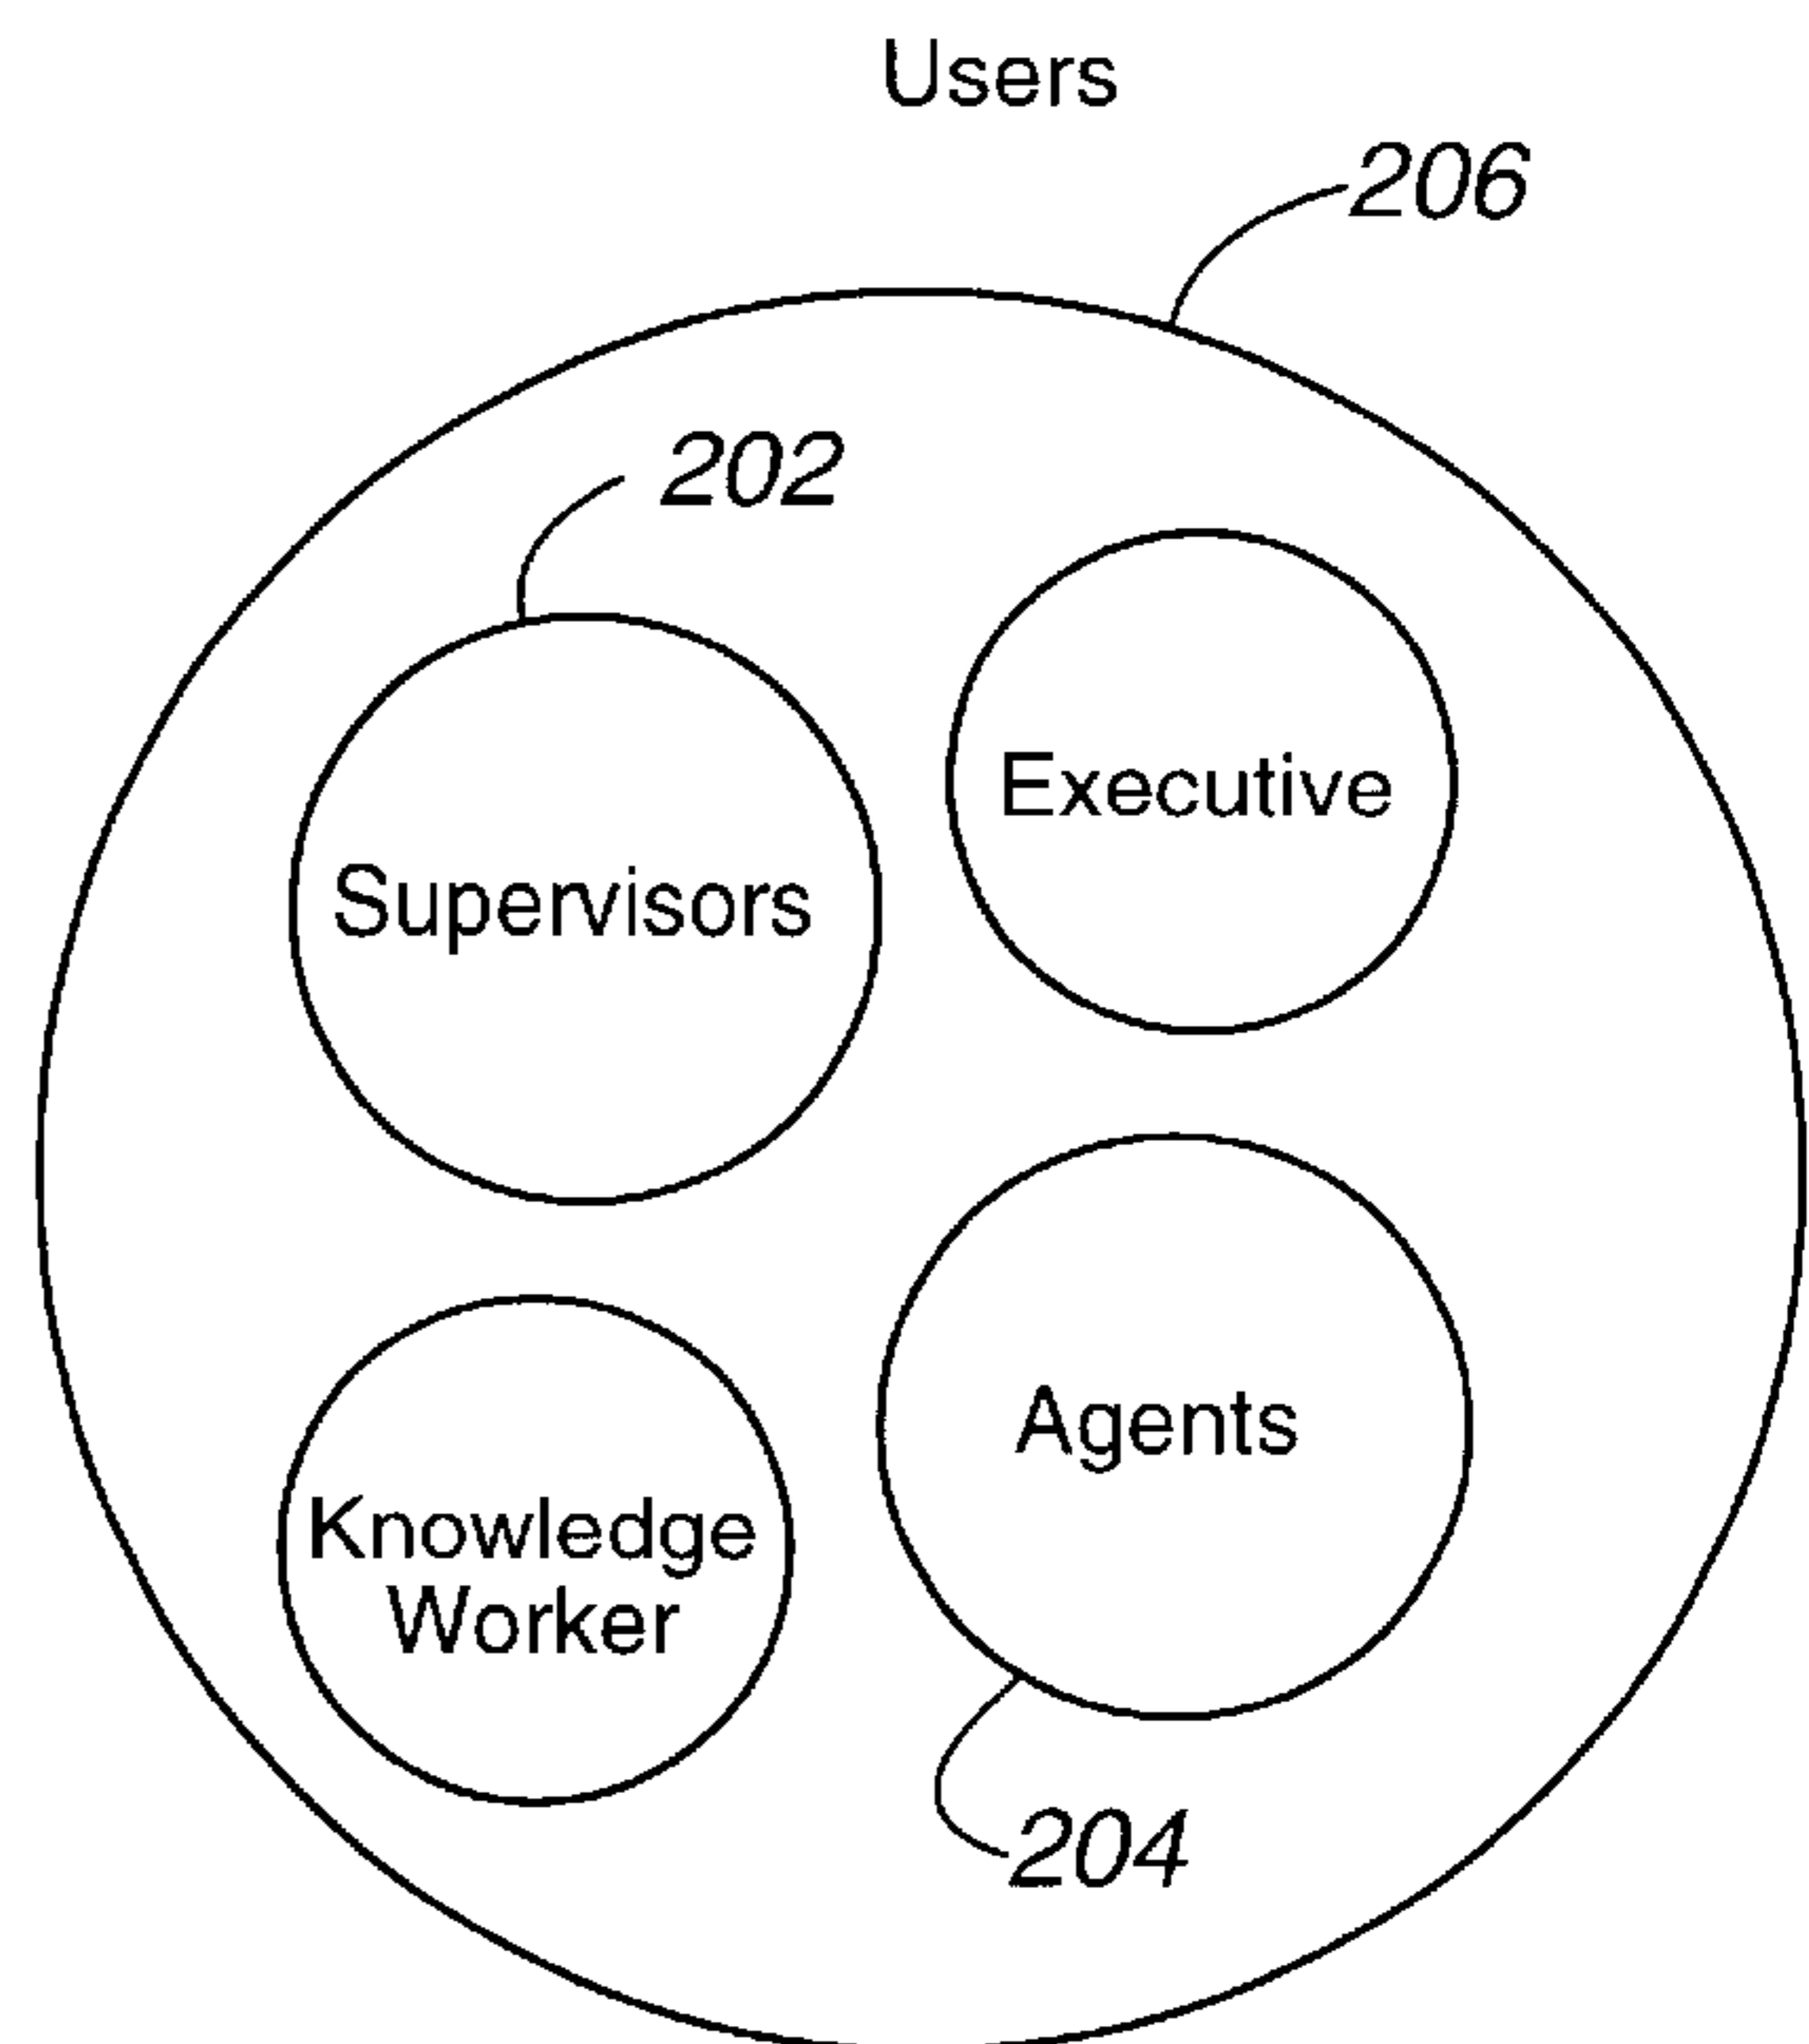 Users
206
202
Executive
Supervisors
Agents
Knowledge
Worker
204